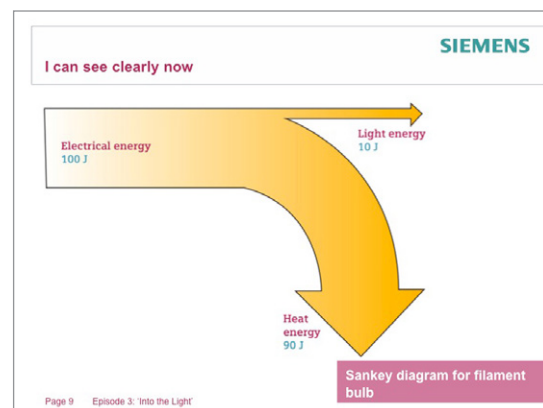 SIEMENS
I can see clearly now
Electrical energy
100 J
Light energy
10 J
Heat
energy
90 J
Sankey diagram for filament
bulb
Page 9 Episode 3: 'Into the Light'